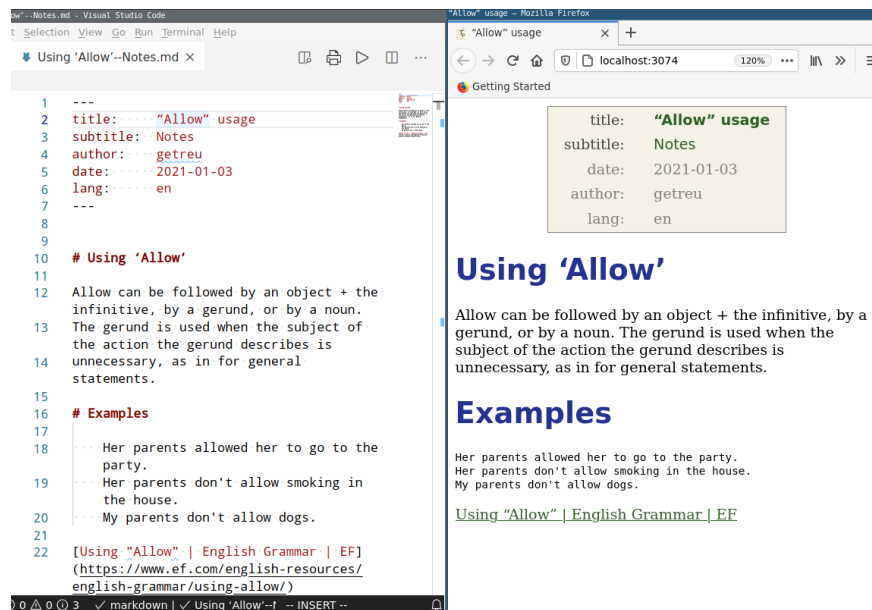 ow’--Notes.md - Visual Studio Code
t Selection View Go Run Terminal Help
Using ‘Allow’--Notes.md ×
1 ---
2 title: “Allow” usage
3 subtitle: Notes
4 author: getreu
5 date: 2021-01-03
6 lang: en
7 ---
8
9
10 # Using ‘Allow’
11
12 Allow can be followed by an object + the
infinitive, by a gerund, or by a noun.
13 The gerund is used when the subject of
the action the gerund describes is
14 unnecessary, as in for general
statements.
15
16 # Examples
17
18 Her parents allowed her to go to the
party.
19 Her parents don't allow smoking in
the house.
20 My parents don't allow dogs.
21
22 [Using "Allow" | English Grammar | EF]
(https://www.ef.com/english-resources/
english-grammar/using-allow/)
0 0 3 markdown | Using ‘Allow’--N -- INSERT --
“Allow” usage — Mozilla Firefox
“Allow” usage ×
localhost:3074 120%
Getting Started
title: “Allow” usage
subtitle: Notes
date: 2021-01-03
author: getreu
lang: en
Using ‘Allow’
Allow can be followed by an object + the infinitive, by a
gerund, or by a noun. The gerund is used when the
subject of the action the gerund describes is
unnecessary, as in for general statements.
Examples
Her parents allowed her to go to the party.
Her parents don't allow smoking in the house.
My parents don't allow dogs.
Using “Allow” | English Grammar | EF